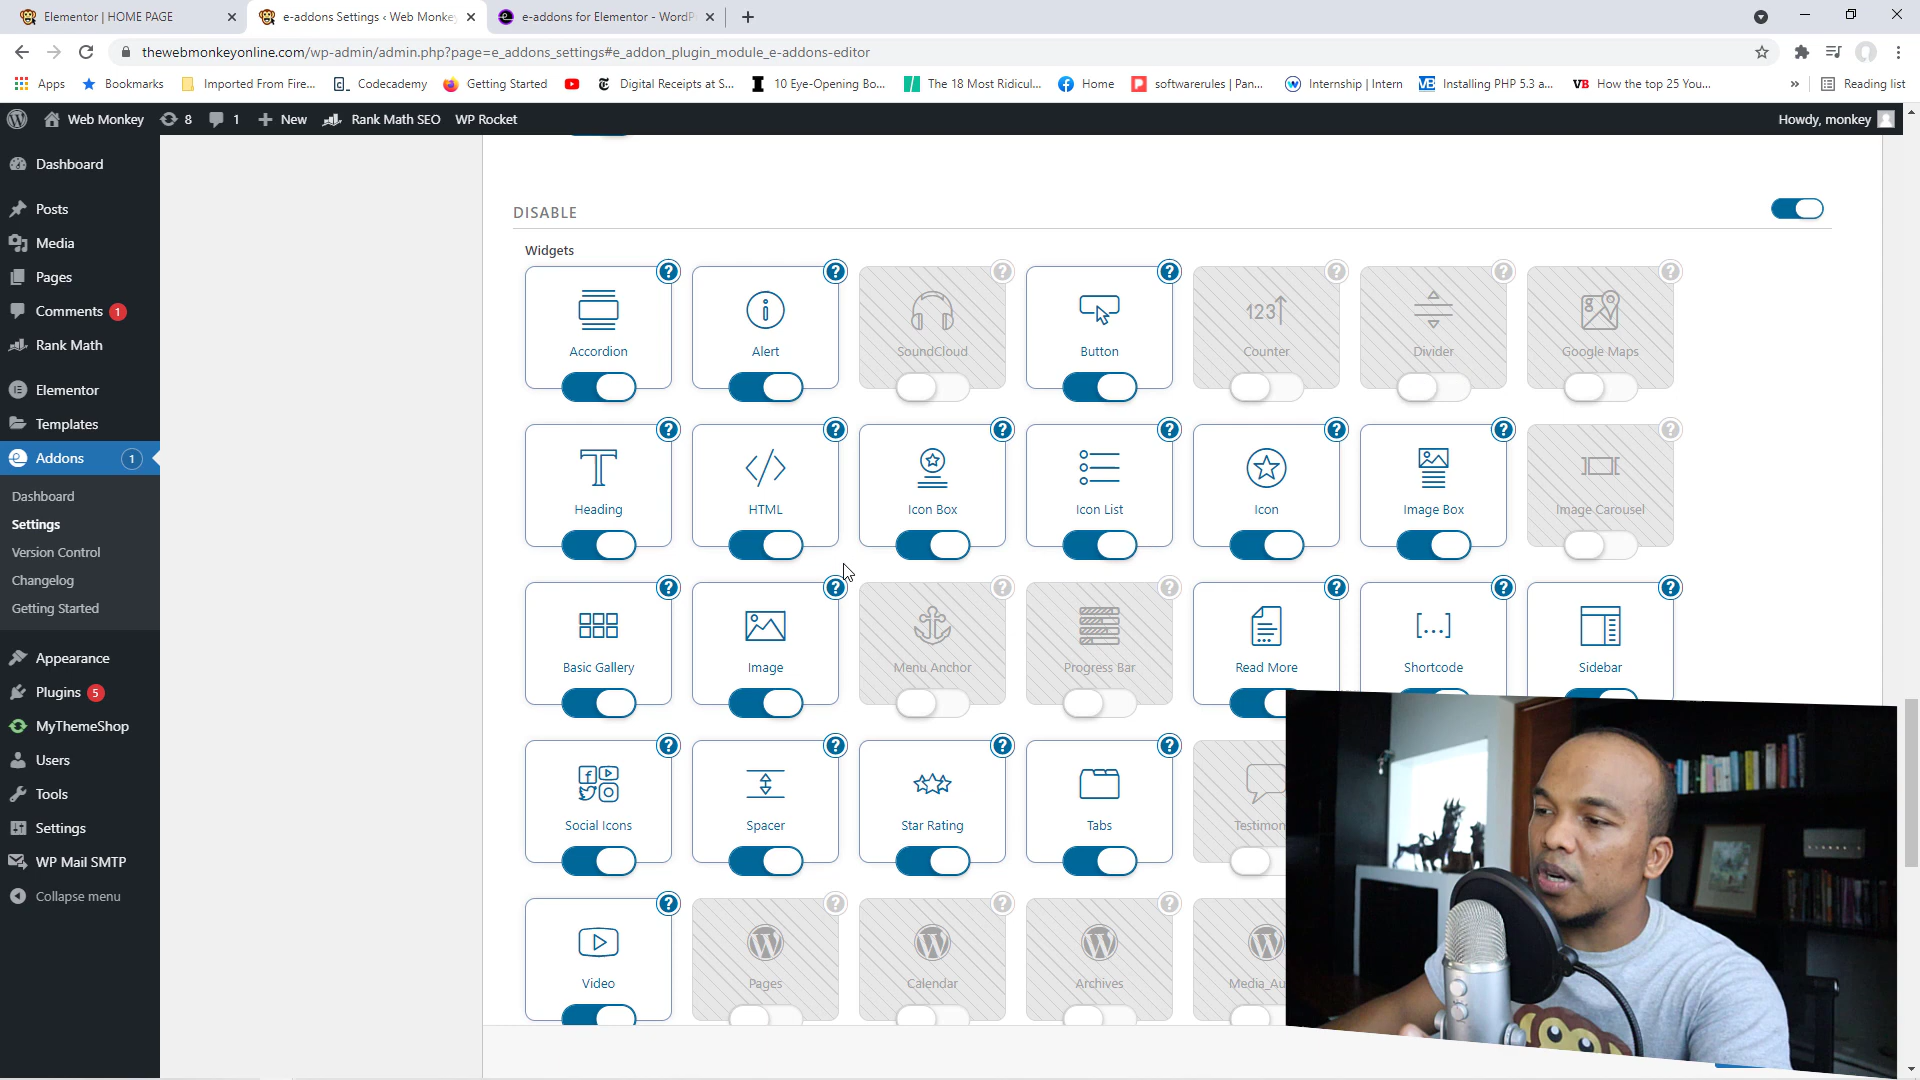 Elementor | HOME PAGE
e-addons Settings ‹ Web Monke
e-addons for Elementor - WordP
thewebmonkeyonline.com/wp-admin/admin.php?page=e_addons_settings#e_addon_plugin_module_e-addons-editor
Apps Bookmarks Imported From Fire... Codecademy Getting Started Digital Receipts at S... 10 Eye-Opening Bo... The 18 Most Ridicul... Home softwarerules | Pan... Internship | Intern Installing PHP 5.3 a... How the top 25 You... » Reading list
Web Monkey 8 1 New Rank Math SEO WP Rocket Howdy, monkey
Dashboard
Posts
Media
Pages
Comments 1
Rank Math
Elementor
Templates
Addons 1
Dashboard
Settings
Version Control
Changelog
Getting Started
Appearance
Plugins 5
MyThemeShop
Users
Tools
Settings
WP Mail SMTP
Collapse menu
DISABLE
Widgets
Accordion Alert SoundCloud Button Counter Divider Google Maps
Heading HTML Icon Box Icon List Icon Image Box Image Carousel
Basic Gallery Image Menu Anchor Progress Bar Read More Shortcode Sidebar
Social Icons Spacer Star Rating Tabs Testimon
Video Pages Calendar Archives Media_Au